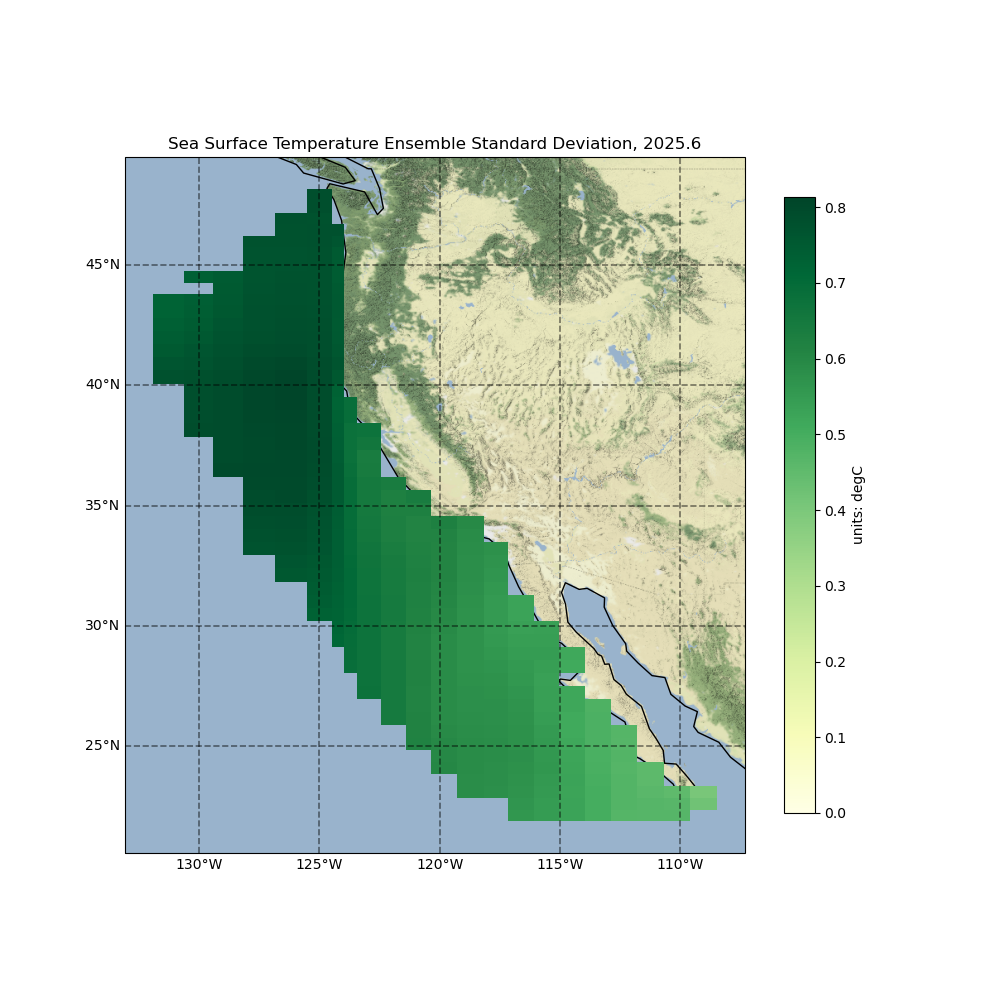 Sea Surface Temperature Ensemble Standard Deviation, 2025.6
45°N
40°N
35°N
30°N
25°N
130°W 125°W 120°W 115°W 110°W
0.8
0.7
0.6
0.5
0.4
0.3
0.2
0.1
0.0
units: degC